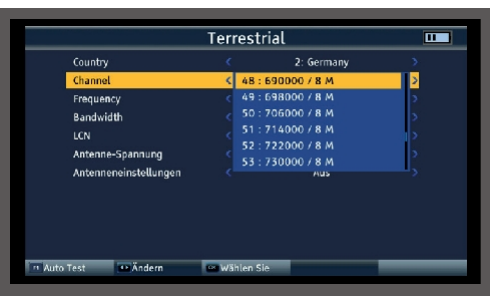 Terrestrial
Country 2: Germany
Channel 48 : 690000 / 8 M
Frequency 49 : 698000 / 8 M
Bandwidth 50 : 706000 / 8 M
LCN 51 : 714000 / 8 M
52 : 722000 / 8 M
Antenne-Spannung 53 : 730000 / 8 M
Antenneneinstellungen Aus
Auto Test Ändern OK Wählen Sie